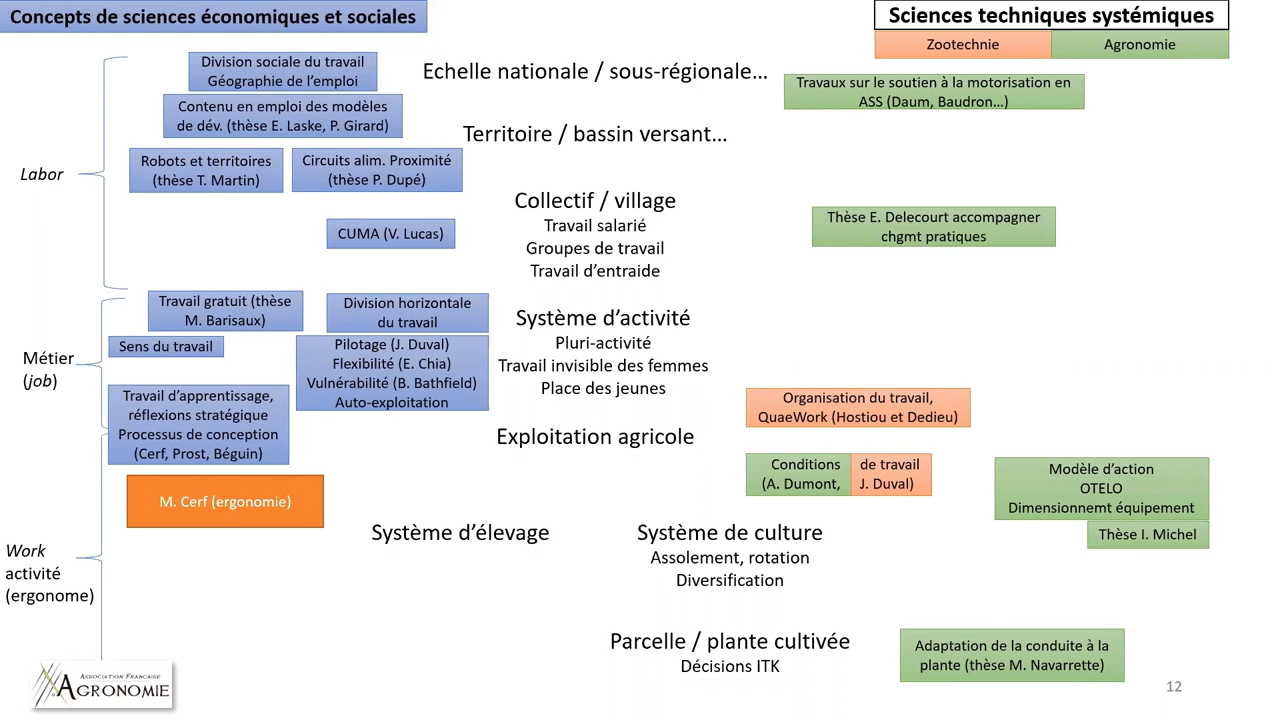 Concepts de sciences économiques et sociales
Sciences techniques systémiques
Zootechnie
Agronomie
Division sociale du travail
Géographie de l'emploi
Echelle nationale / sous-régionale…
Travaux sur le soutien à la motorisation en
ASS (Daum, Baudron…)
Contenu en emploi des modèles
de dév. (thèse E. Laske, P. Girard)
Territoire / bassin versant…
Labor
Robots et territoires
(thèse T. Martin)
Circuits alim. Proximité
(thèse P. Dupé)
Collectif / village
Travail salarié
Groupes de travail
Travail d'entraide
CUMA (V. Lucas)
Thèse E. Delecourt accompagner
chgmt pratiques
Travail gratuit (thèse
M. Barisaux)
Division horizontale
du travail
Système d'activité
Pluri-activité
Travail invisible des femmes
Place des jeunes
Sens du travail
Métier
(job)
Pilotage (J. Duval)
Flexibilité (E. Chia)
Vulnérabilité (B. Bathfield)
Auto-exploitation
Travail d'apprentissage,
réflexions stratégique
Processus de conception
(Cerf, Prost, Béguin)
Organisation du travail,
QuaeWork (Hostiou et Dedieu)
Exploitation agricole
Conditions de travail
(A. Dumont, J. Duval)
Modèle d'action
OTELO
Dimensionnemt équipement
Thèse I. Michel
M. Cerf (ergonomie)
Système d'élevage
Système de culture
Assolement, rotation
Diversification
Work
activité
(ergonome)
Parcelle / plante cultivée
Décisions ITK
Adaptation de la conduite à la
plante (thèse M. Navarrette)
Association Française
Agronomie
12